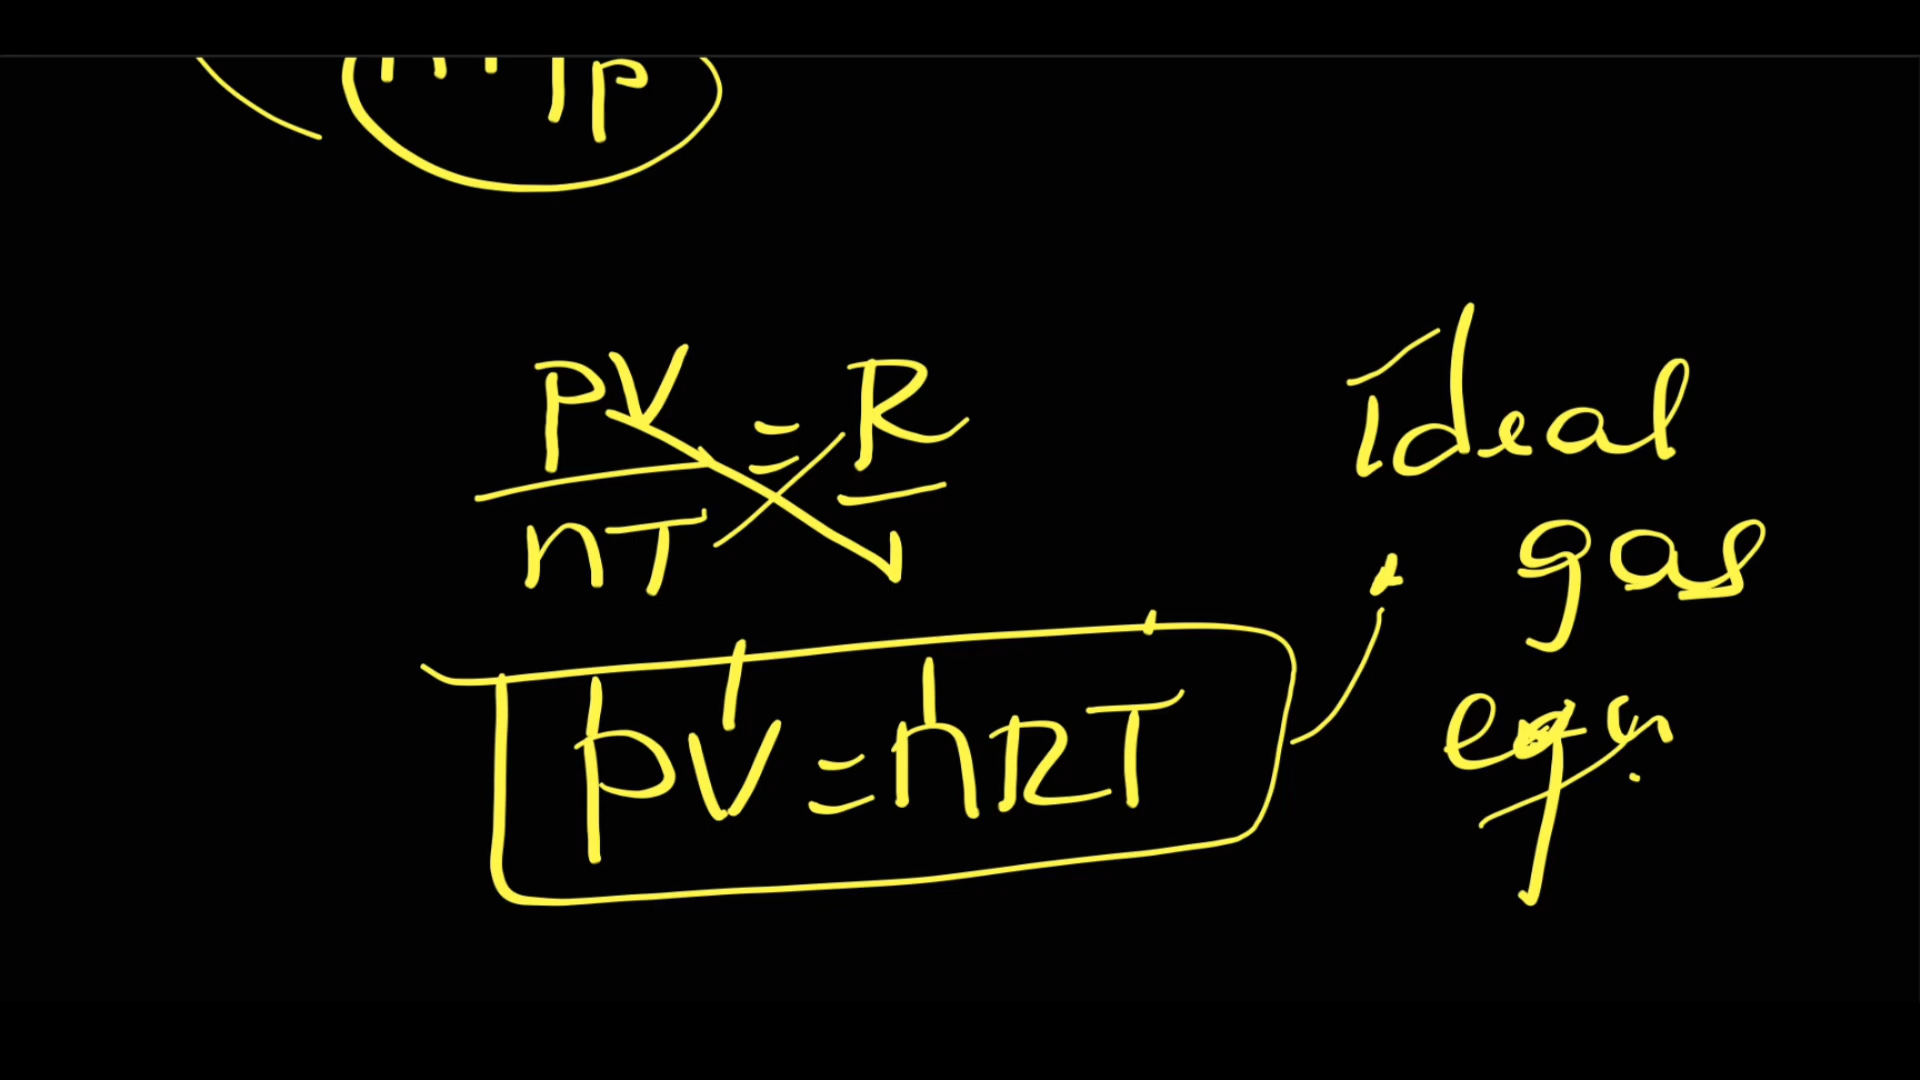 P
PV = R
nT
PV = nRT
Ideal
gas
eqn.